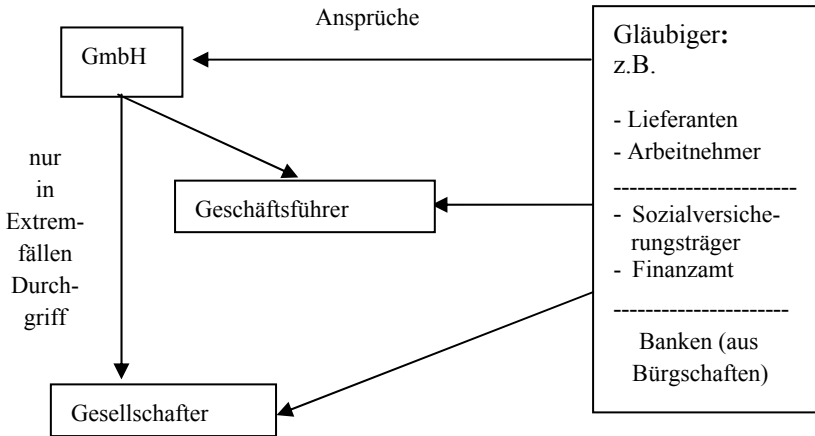 Ansprüche
GmbH
nur
in
Extrem-
fällen
Durch-
griff
Geschäftsführer
Gesellschafter
Gläubiger:
z.B.
- Lieferanten
- Arbeitnehmer
-----------------------
- Sozialversiche-
rungsträger
- Finanzamt
----------------------
Banken (aus
Bürgschaften)